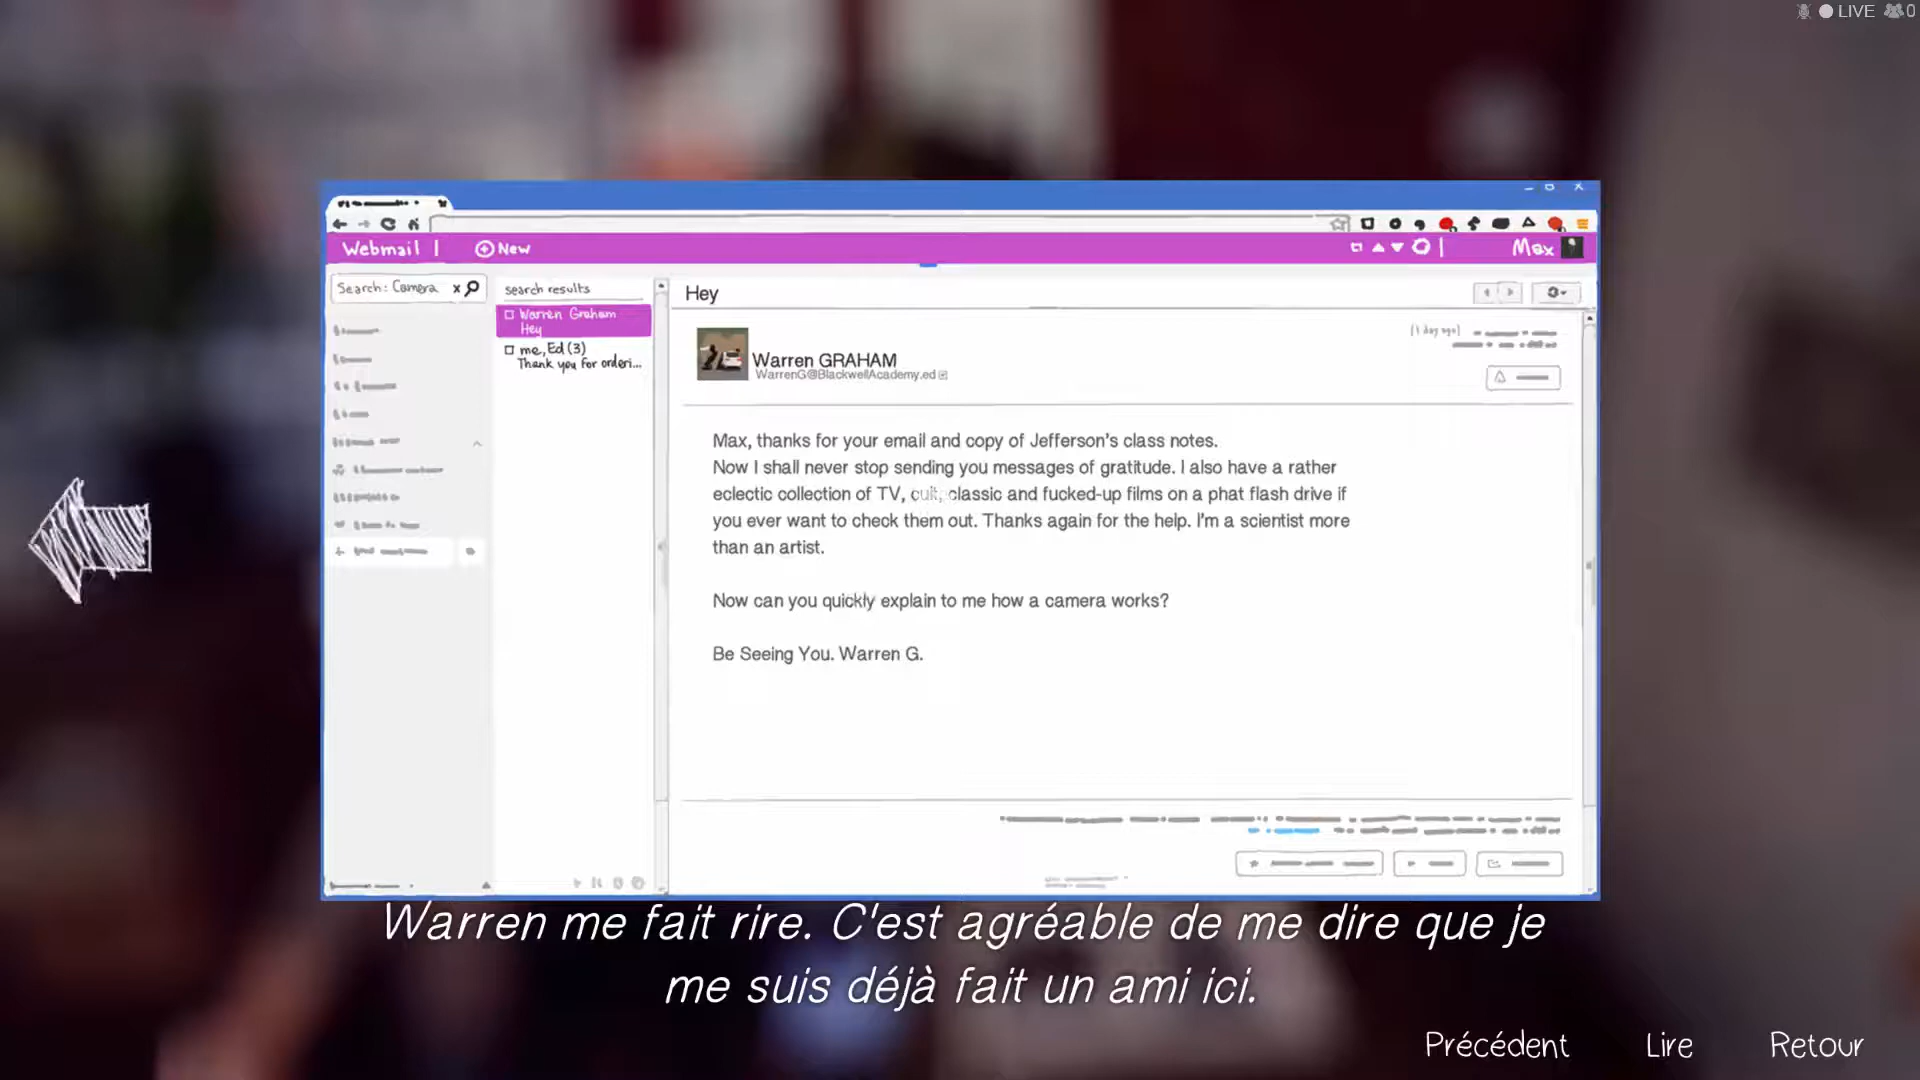 LIVE 0
Webmail | New
Max
Search: Camera x
search results
Warren Graham
Hey
me, Ed (3)
Thank you for orderi...
Hey
(1 day ago)
Warren GRAHAM
WarrenG@BlackwellAcademy.ed
Max, thanks for your email and copy of Jefferson's class notes.
Now I shall never stop sending you messages of gratitude. I also have a rather
eclectic collection of TV, cult, classic and fucked-up films on a phat flash drive if
you ever want to check them out. Thanks again for the help. I'm a scientist more
than an artist.
Now can you quickly explain to me how a camera works?
Be Seeing You. Warren G.
Warren me fait rire. C'est agréable de me dire que je
me suis déjà fait un ami ici.
Précédent Lire Retour